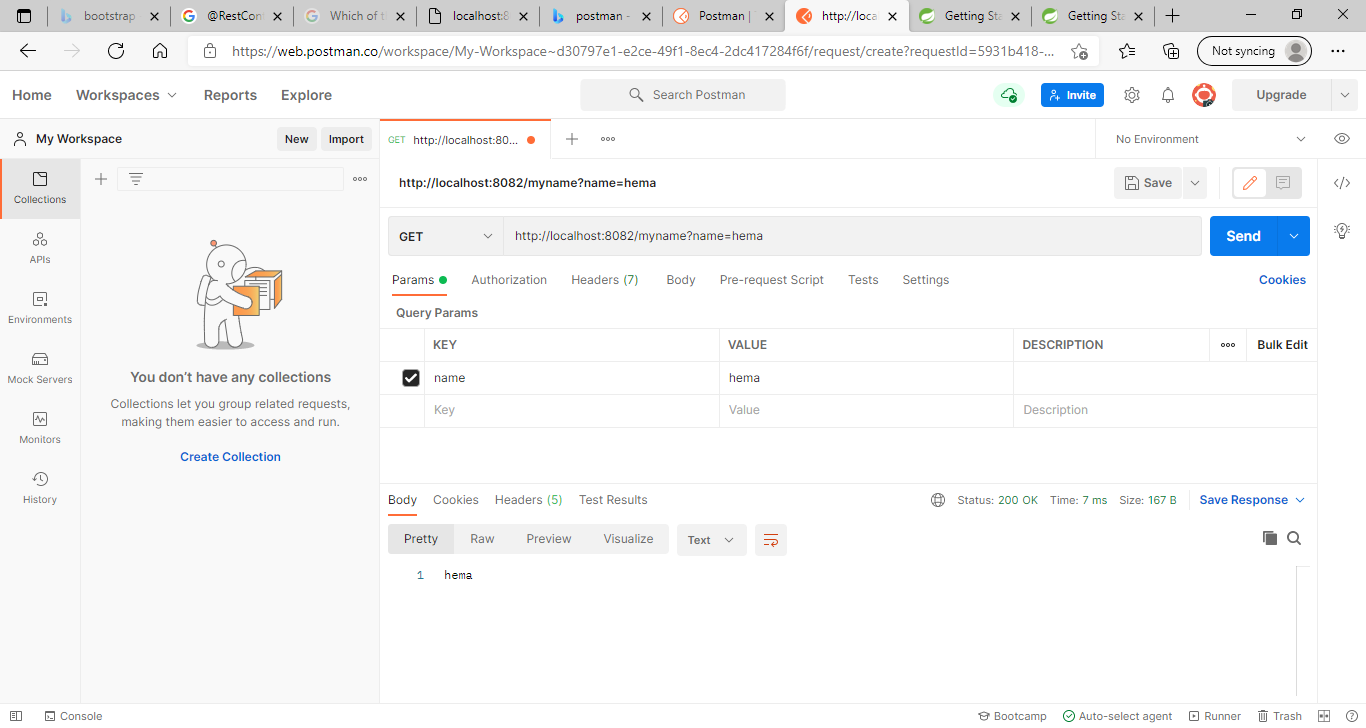 bootstrap
@RestCon
Which of t
localhost:8
postman -
Postman |
http://loca
Getting Sta
Getting Sta
https://web.postman.co/workspace/My-Workspace~d30797e1-e2ce-49f1-8ec4-2dc417284f6f/request/create?requestId=5931b418-...
Not syncing
Home
Workspaces
Reports
Explore
Search Postman
Invite
Upgrade
My Workspace
New
Import
GET http://localhost:80...
No Environment
Collections
APIs
Environments
Mock Servers
Monitors
History
You don't have any collections
Collections let you group related requests,
making them easier to access and run.
Create Collection
http://localhost:8082/myname?name=hema
Save
GET
http://localhost:8082/myname?name=hema
Send
Params
Authorization
Headers (7)
Body
Pre-request Script
Tests
Settings
Cookies
Query Params
KEY
VALUE
DESCRIPTION
Bulk Edit
name
hema
Key
Value
Description
Body
Cookies
Headers (5)
Test Results
Status: 200 OK
Time: 7 ms
Size: 167 B
Save Response
Pretty
Raw
Preview
Visualize
Text
1
hema
Console
Bootcamp
Auto-select agent
Runner
Trash